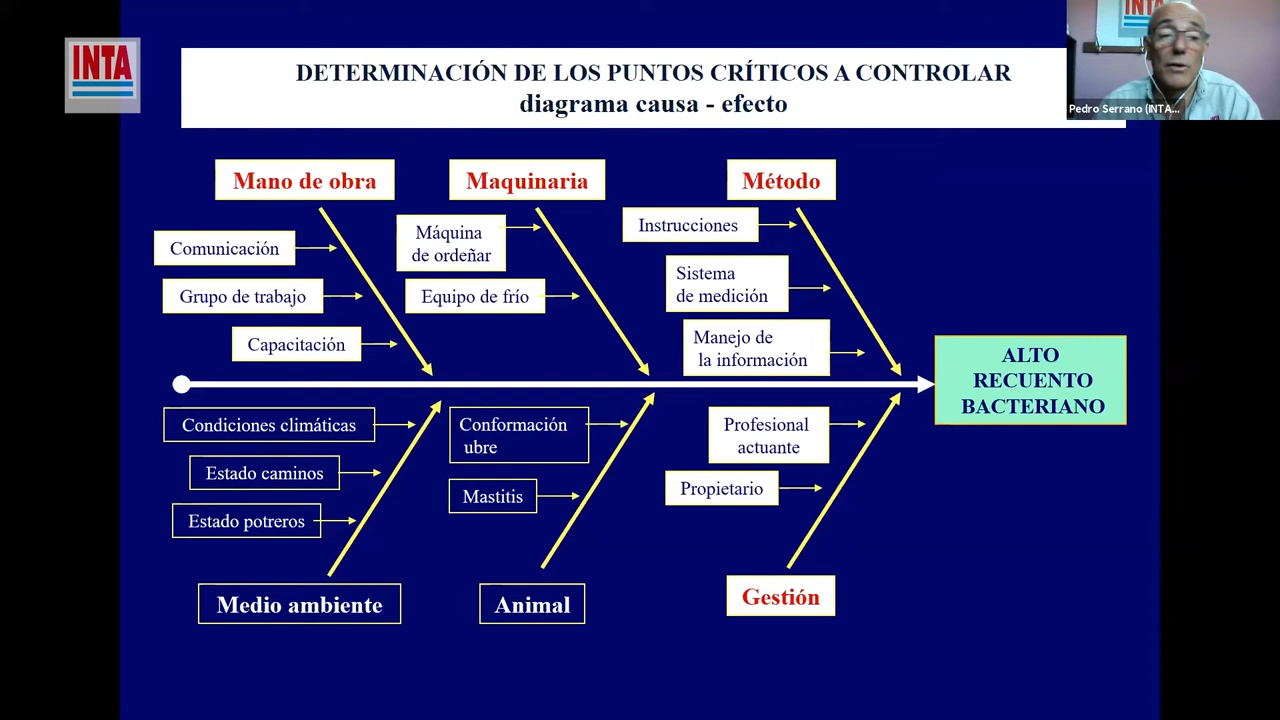 INTA
DETERMINACIÓN DE LOS PUNTOS CRÍTICOS A CONTROLAR
diagrama causa - efecto
INTA
Pedro Serrano (INTA...
Mano de obra
Maquinaria
Método
Comunicación
Grupo de trabajo
Capacitación
Máquina
de ordeñar
Equipo de frío
Instrucciones
Sistema
de medición
Manejo de
la información
ALTO
RECUENTO
BACTERIANO
Condiciones climáticas
Estado caminos
Estado potreros
Conformación
ubre
Mastitis
Profesional
actuante
Propietario
Medio ambiente
Animal
Gestión